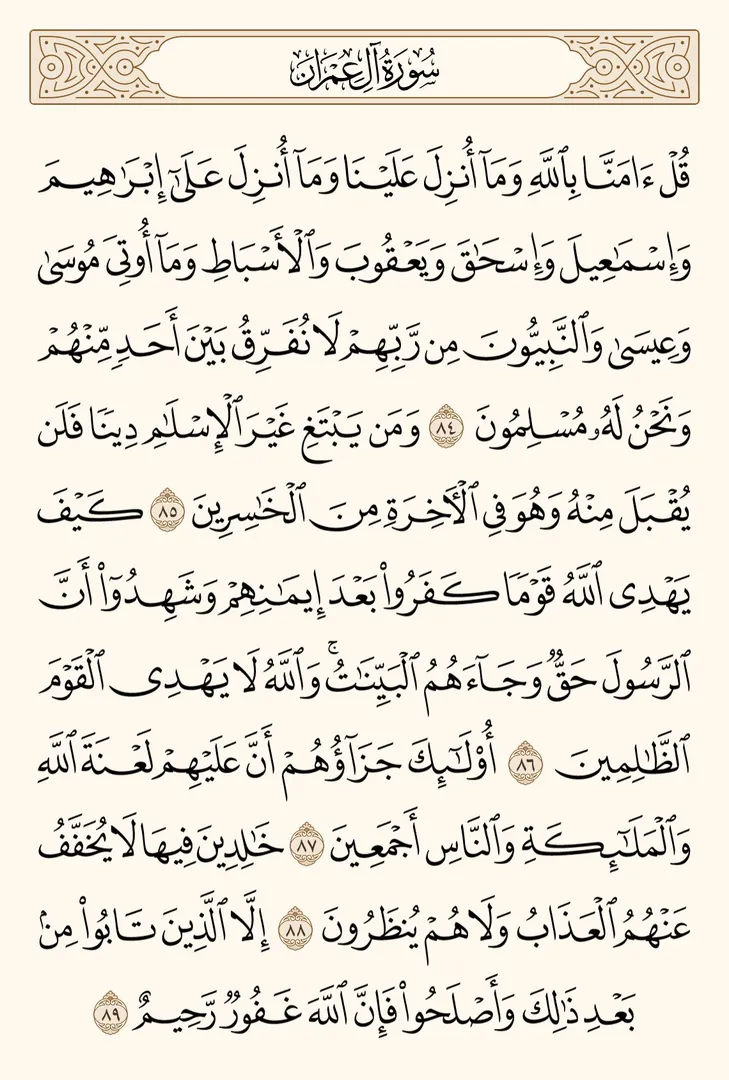 سُورَةُ آلِ عِمۡرَانَ
قُلۡ ءَامَنَّا بِٱللَّهِ وَمَآ أُنزِلَ عَلَيۡنَا وَمَآ أُنزِلَ عَلَىٰٓ إِبۡرَٰهِيمَ
وَإِسۡمَٰعِيلَ وَإِسۡحَٰقَ وَيَعۡقُوبَ وَٱلۡأَسۡبَاطِ وَمَآ أُوتِيَ مُوسَىٰ
وَعِيسَىٰ وَٱلنَّبِيُّونَ مِن رَّبِّهِمۡ لَا نُفَرِّقُ بَيۡنَ أَحَدٖ مِّنۡهُمۡ
وَنَحۡنُ لَهُۥ مُسۡلِمُونَ ٨٤ وَمَن يَبۡتَغِ غَيۡرَ ٱلۡإِسۡلَٰمِ دِينٗا فَلَن
يُقۡبَلَ مِنۡهُ وَهُوَ فِي ٱلۡأٓخِرَةِ مِنَ ٱلۡخَٰسِرِينَ ٨٥ كَيۡفَ
يَهۡدِي ٱللَّهُ قَوۡمٗا كَفَرُواْ بَعۡدَ إِيمَٰنِهِمۡ وَشَهِدُوٓاْ أَنَّ
ٱلرَّسُولَ حَقّٞ وَجَآءَهُمُ ٱلۡبَيِّنَٰتُۚ وَٱللَّهُ لَا يَهۡدِي ٱلۡقَوۡمَ
ٱلظَّٰلِمِينَ ٨٦ أُوْلَٰٓئِكَ جَزَآؤُهُمۡ أَنَّ عَلَيۡهِمۡ لَعۡنَةَ ٱللَّهِ
وَٱلۡمَلَٰٓئِكَةِ وَٱلنَّاسِ أَجۡمَعِينَ ٨٧ خَٰلِدِينَ فِيهَا لَا يُخَفَّفُ
عَنۡهُمُ ٱلۡعَذَابُ وَلَا هُمۡ يُنظَرُونَ ٨٨ إِلَّا ٱلَّذِينَ تَابُواْ مِنۢ
بَعۡدِ ذَٰلِكَ وَأَصۡلَحُواْ فَإِنَّ ٱللَّهَ غَفُورٞ رَّحِيمٌ ٨٩